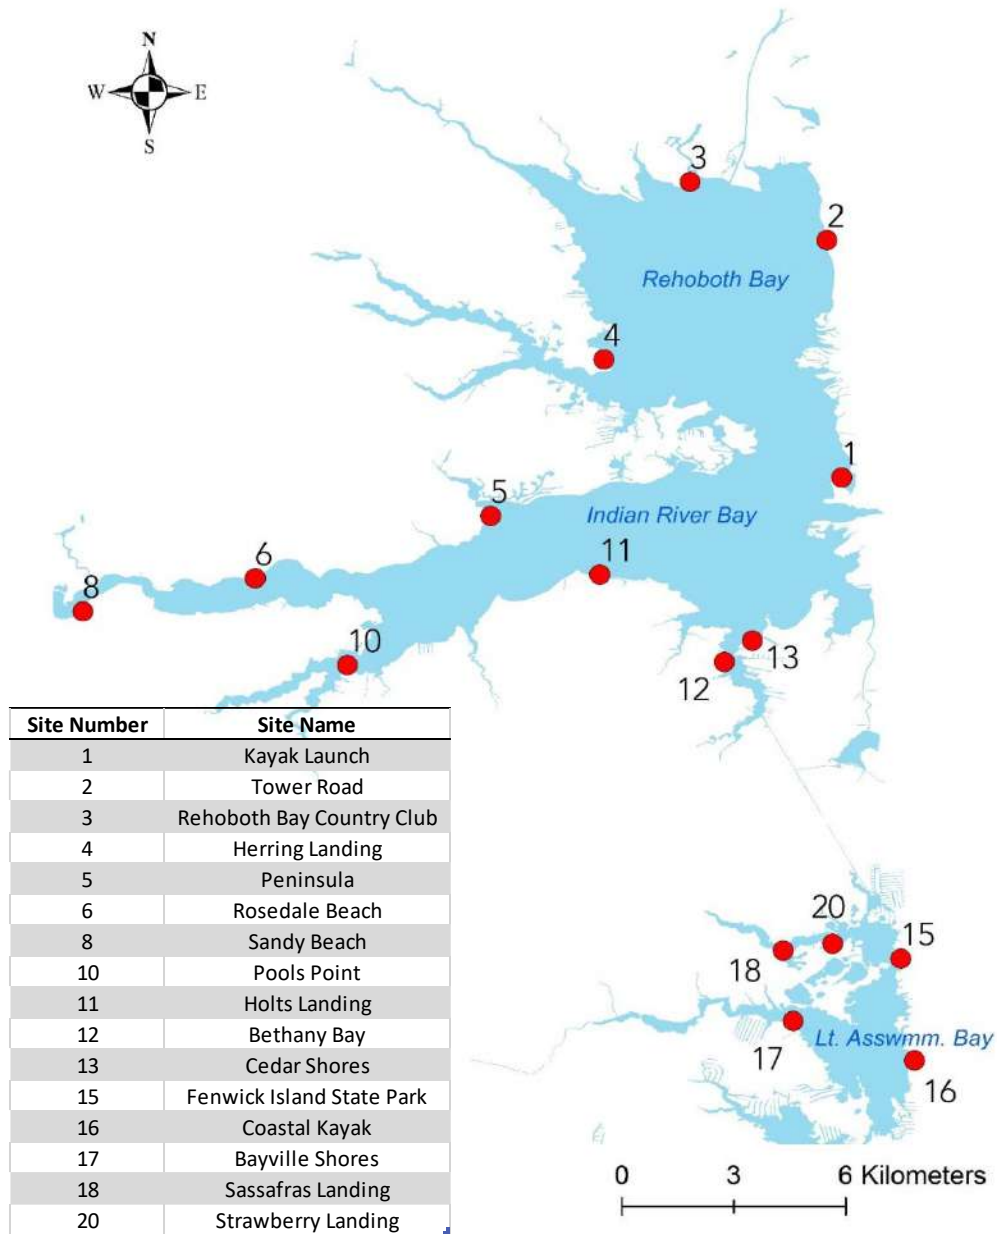 N
W E
S
3
2
Rehoboth Bay
4
1
5
Indian River Bay
11
6
8
10
13
12
Site Number Site Name
1 Kayak Launch
2 Tower Road
3 Rehoboth Bay Country Club
4 Herring Landing
5 Peninsula
6 Rosedale Beach
8 Sandy Beach
10 Pools Point
11 Holts Landing
12 Bethany Bay
13 Cedar Shores
15 Fenwick Island State Park
16 Coastal Kayak
17 Bayville Shores
18 Sassafras Landing
20 Strawberry Landing
20
15
18
Lt. Asswmm. Bay
17
16
0 3 6 Kilometers